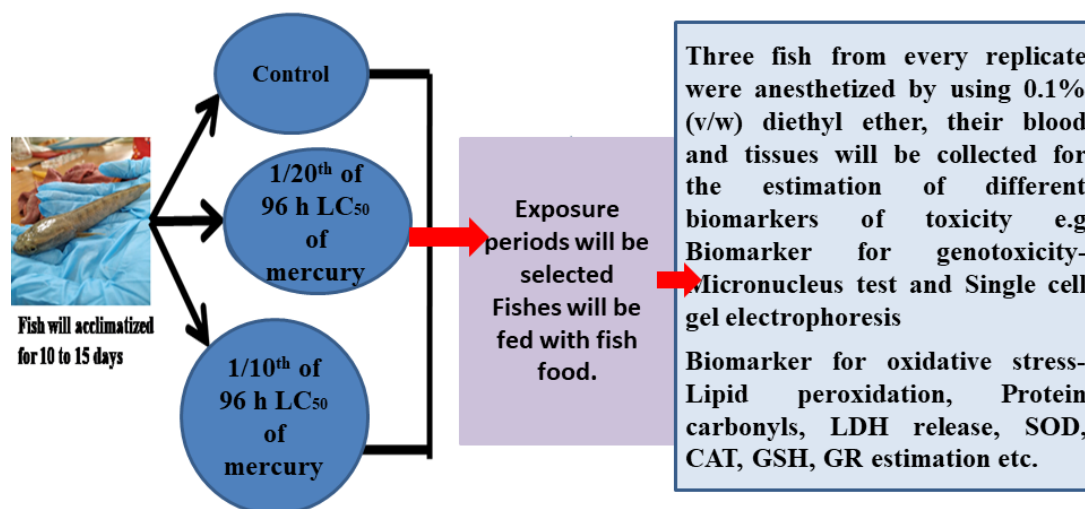 Control
1/20th of
96 h LC50
of
mercury
1/10th of
96 h LC50
of
mercury
Fish will acclimatized
for 10 to 15 days
Exposure
periods will be
selected
Fishes will be
fed with fish
food.
Three fish from every replicate
were anesthetized by using 0.1%
(v/w) diethyl ether, their blood
and tissues will be collected for
the estimation of different
biomarkers of toxicity e.g
Biomarker for genotoxicity-
Micronucleus test and Single cell
gel electrophoresis
Biomarker for oxidative stress-
Lipid peroxidation, Protein
carbonyls, LDH release, SOD,
CAT, GSH, GR estimation etc.